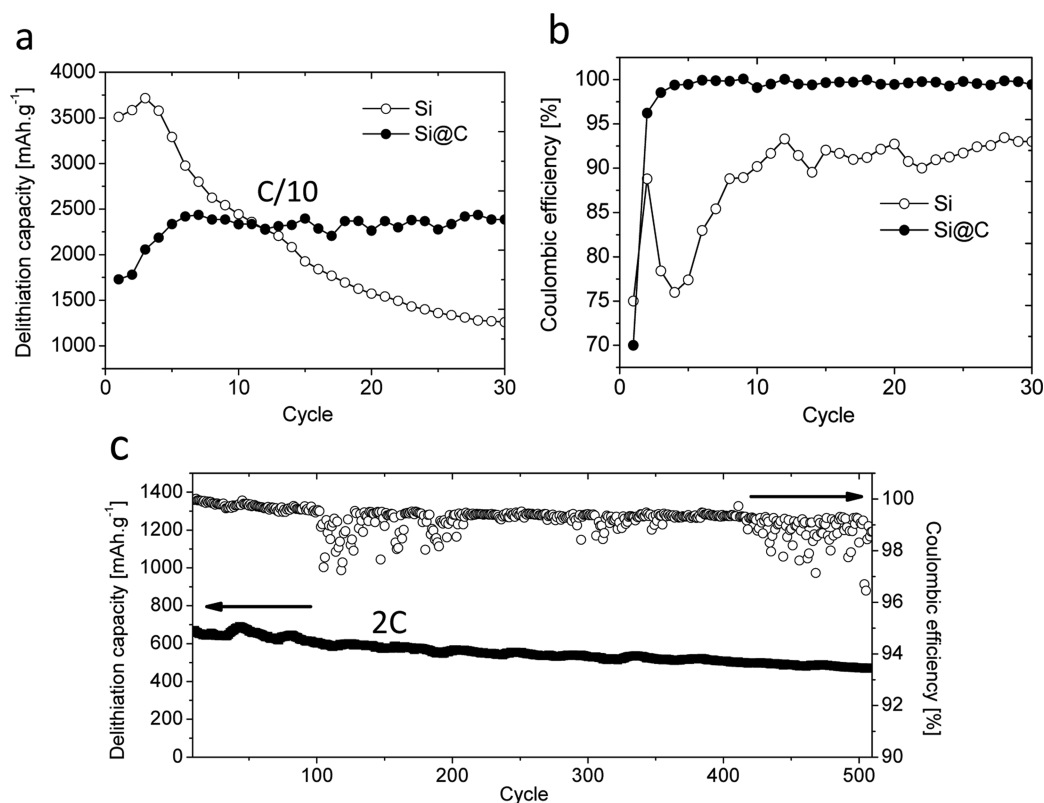 a
Delithiation capacity [mAh.g⁻¹]
4000
3500
3000
2500
2000
1500
1000
Si
Si@C
C/10
0
10
20
30
Cycle
b
Coulombic efficiency [%]
100
95
90
85
80
75
70
Si
Si@C
0
10
20
30
Cycle
c
Delithiation capacity [mAh.g⁻¹]
1400
1200
1000
800
600
400
200
0
2C
100
98
96
94
92
90
Coulombic efficiency
[%]
100
200
300
400
500
Cycle